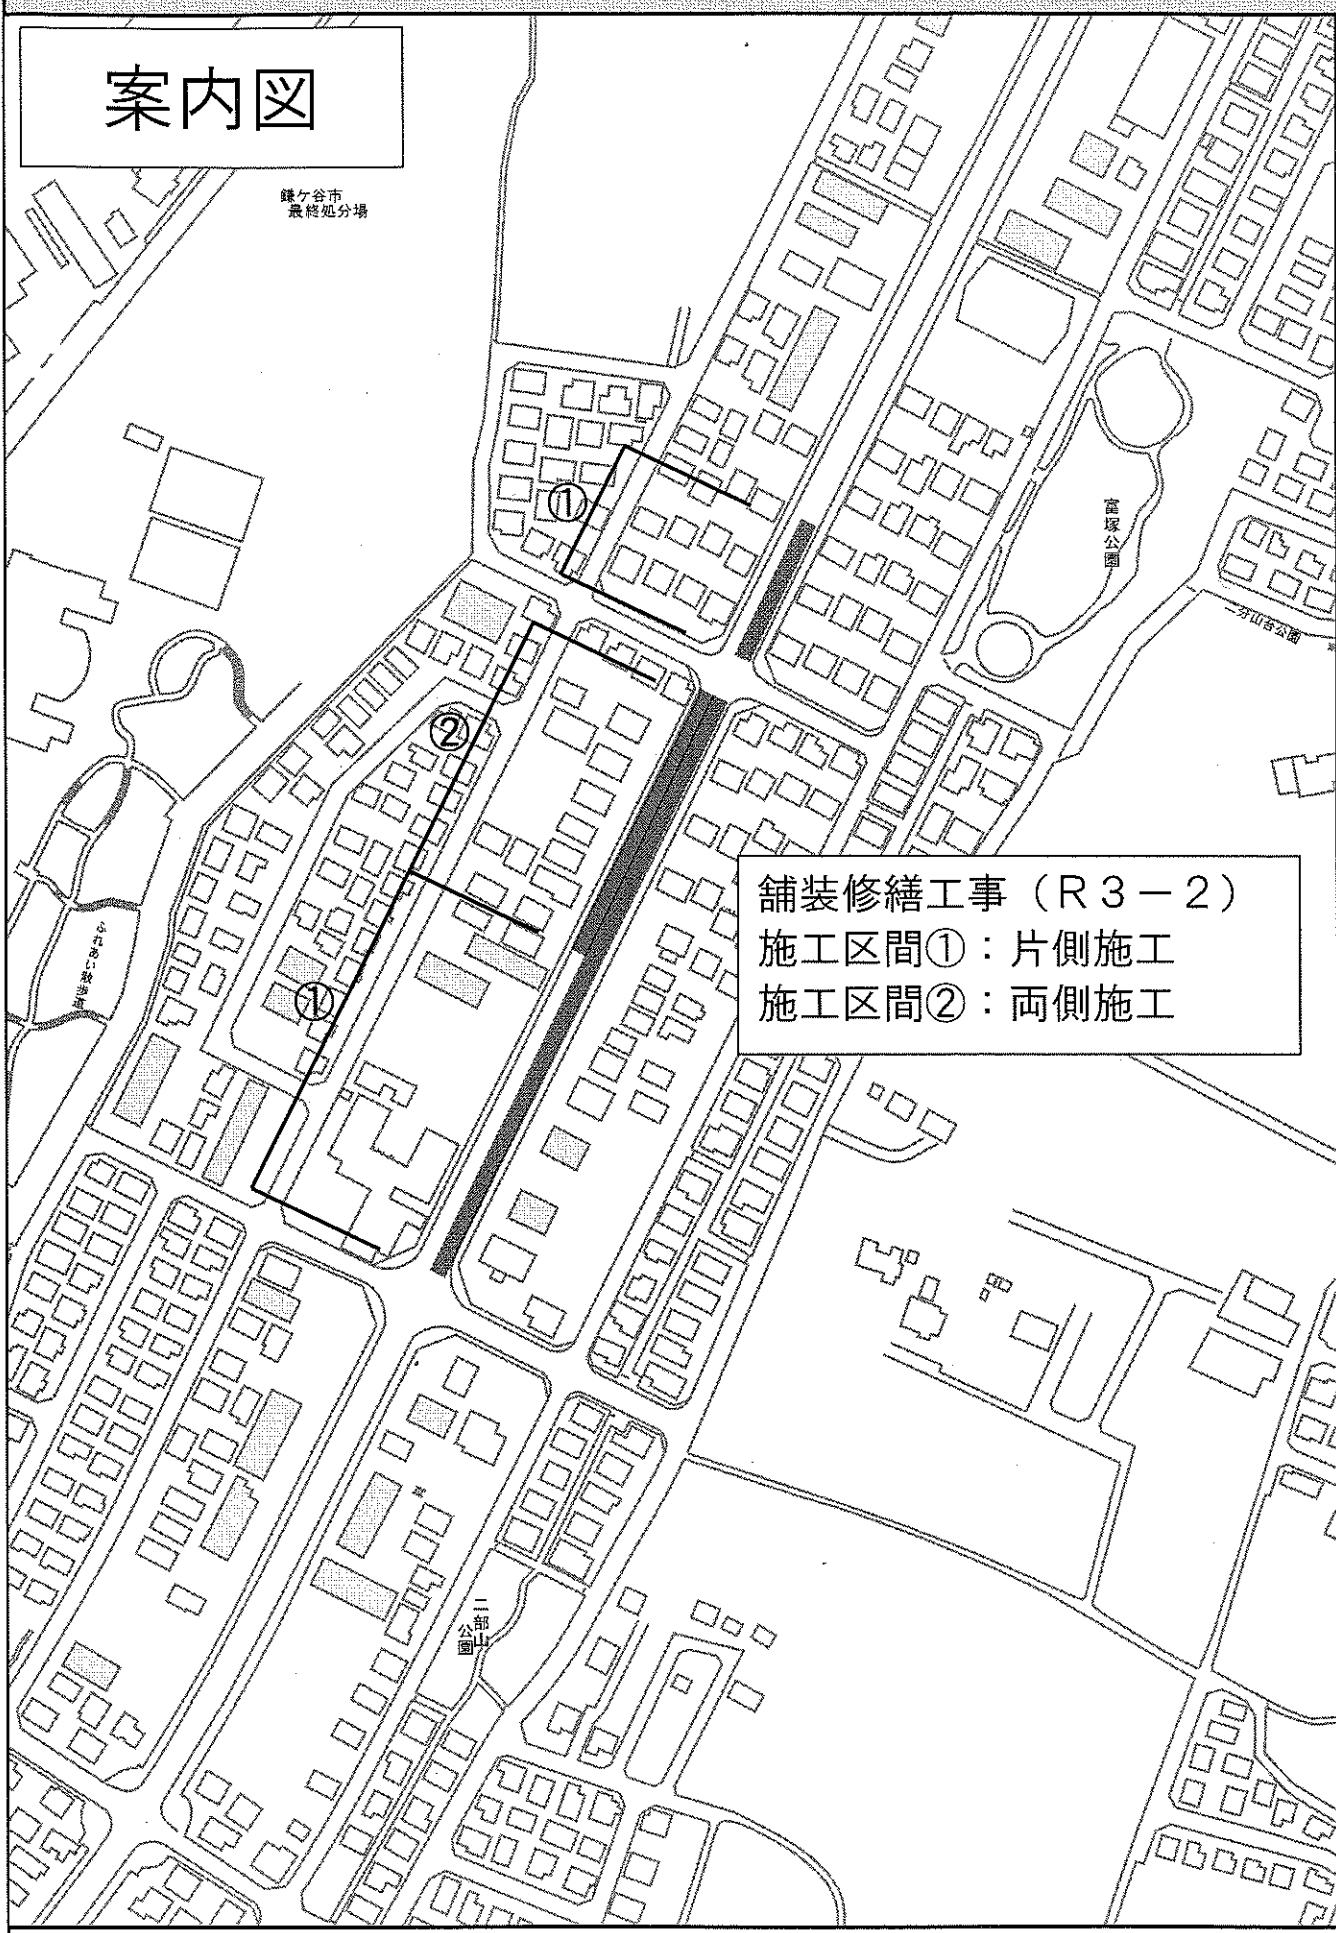 案内図
鎌ケ谷市
最終処分場
①
富塚公園
一分山台公園
②
舗装修繕工事（Ｒ３－２）
施工区間①：片側施工
施工区間②：両側施工
ふれあい散歩道
①
二部山
公園